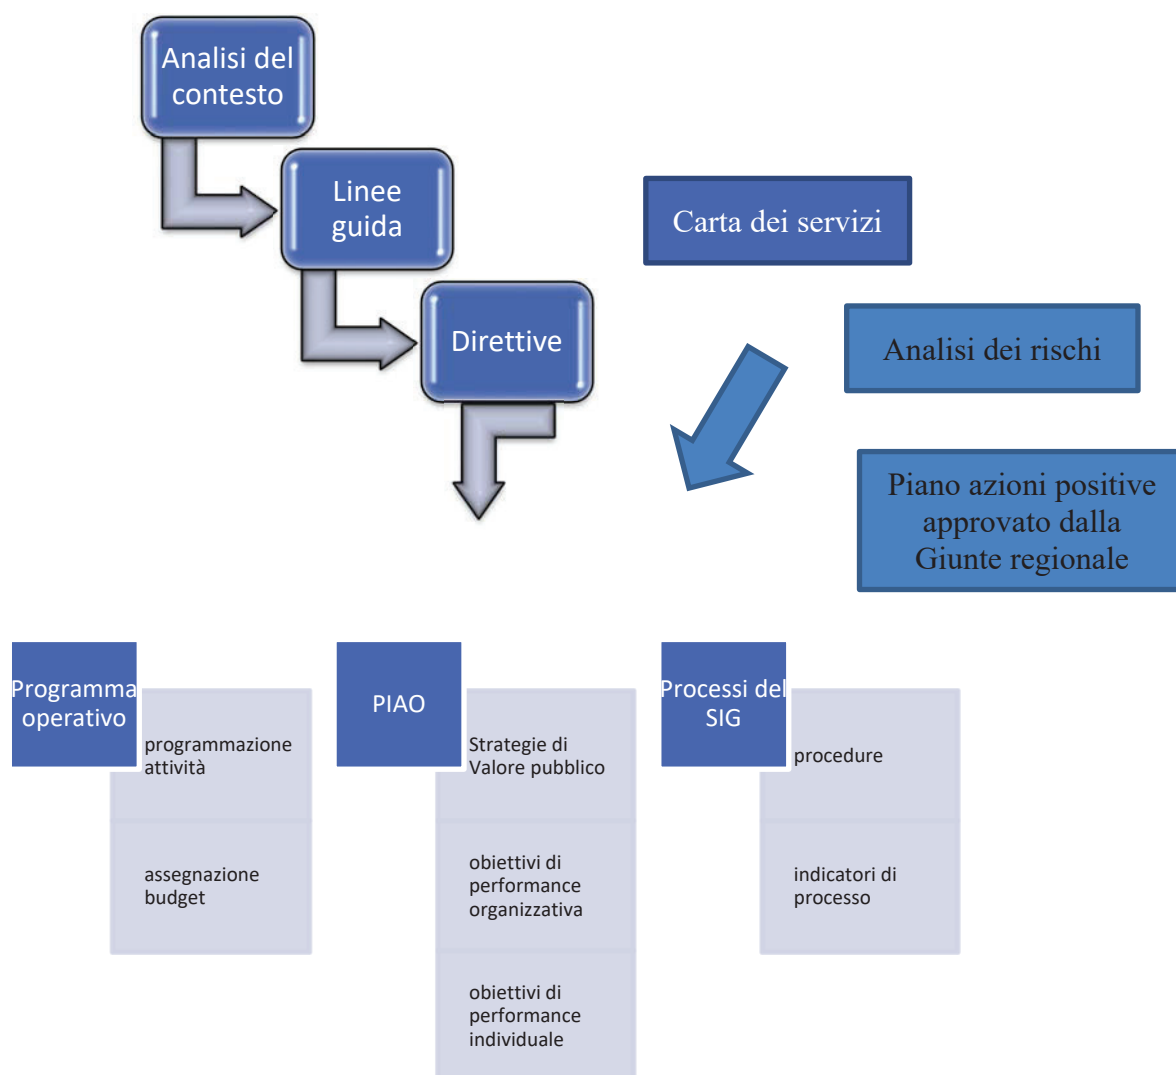 Analisi del
contesto
Linee
guida
Direttive
Carta dei servizi
Analisi dei rischi
Piano azioni positive
approvato dalla
Giunte regionale
Programma
operativo
programmazione
attività
assegnazione
budget
PIAO
Strategie di
Valore pubblico
obiettivi di
performance
organizzativa
obiettivi di
performance
individuale
Processi del
SIG
procedure
indicatori di
processo